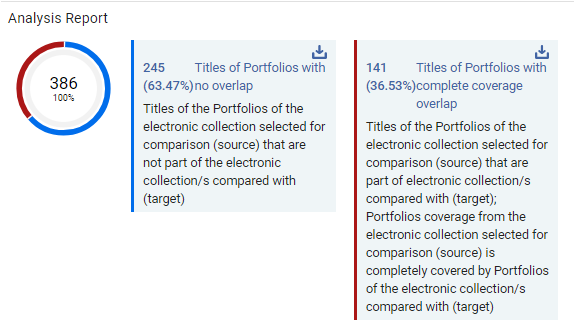 Analysis Report
386
100%
245 Titles of Portfolios with
(63.47%) no overlap
Titles of the Portfolios of the
electronic collection selected for
comparison (source) that are
not part of the electronic
collection/s compared with
(target)
141 Titles of Portfolios with
(36.53%) complete coverage
overlap
Titles of the Portfolios of the
electronic collection selected for
comparison (source) that are
part of electronic collection/s
compared with (target);
Portfolios coverage from the
electronic collection selected for
comparison (source) is
completely covered by Portfolios
of the electronic collection/s
compared with (target)